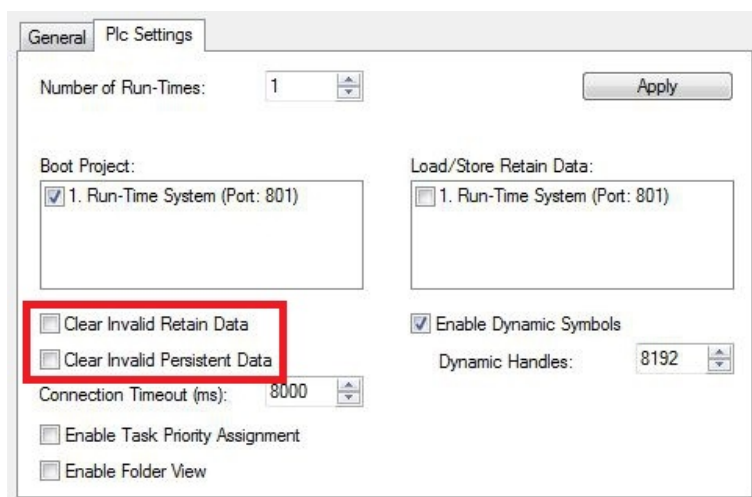 General Plc Settings
Number of Run-Times: 1 Apply
Boot Project: Load/Store Retain Data:
1. Run-Time System (Port: 801) 1. Run-Time System (Port: 801)
Clear Invalid Retain Data Enable Dynamic Symbols
Clear Invalid Persistent Data Dynamic Handles: 8192
Connection Timeout (ms): 8000
Enable Task Priority Assignment
Enable Folder View